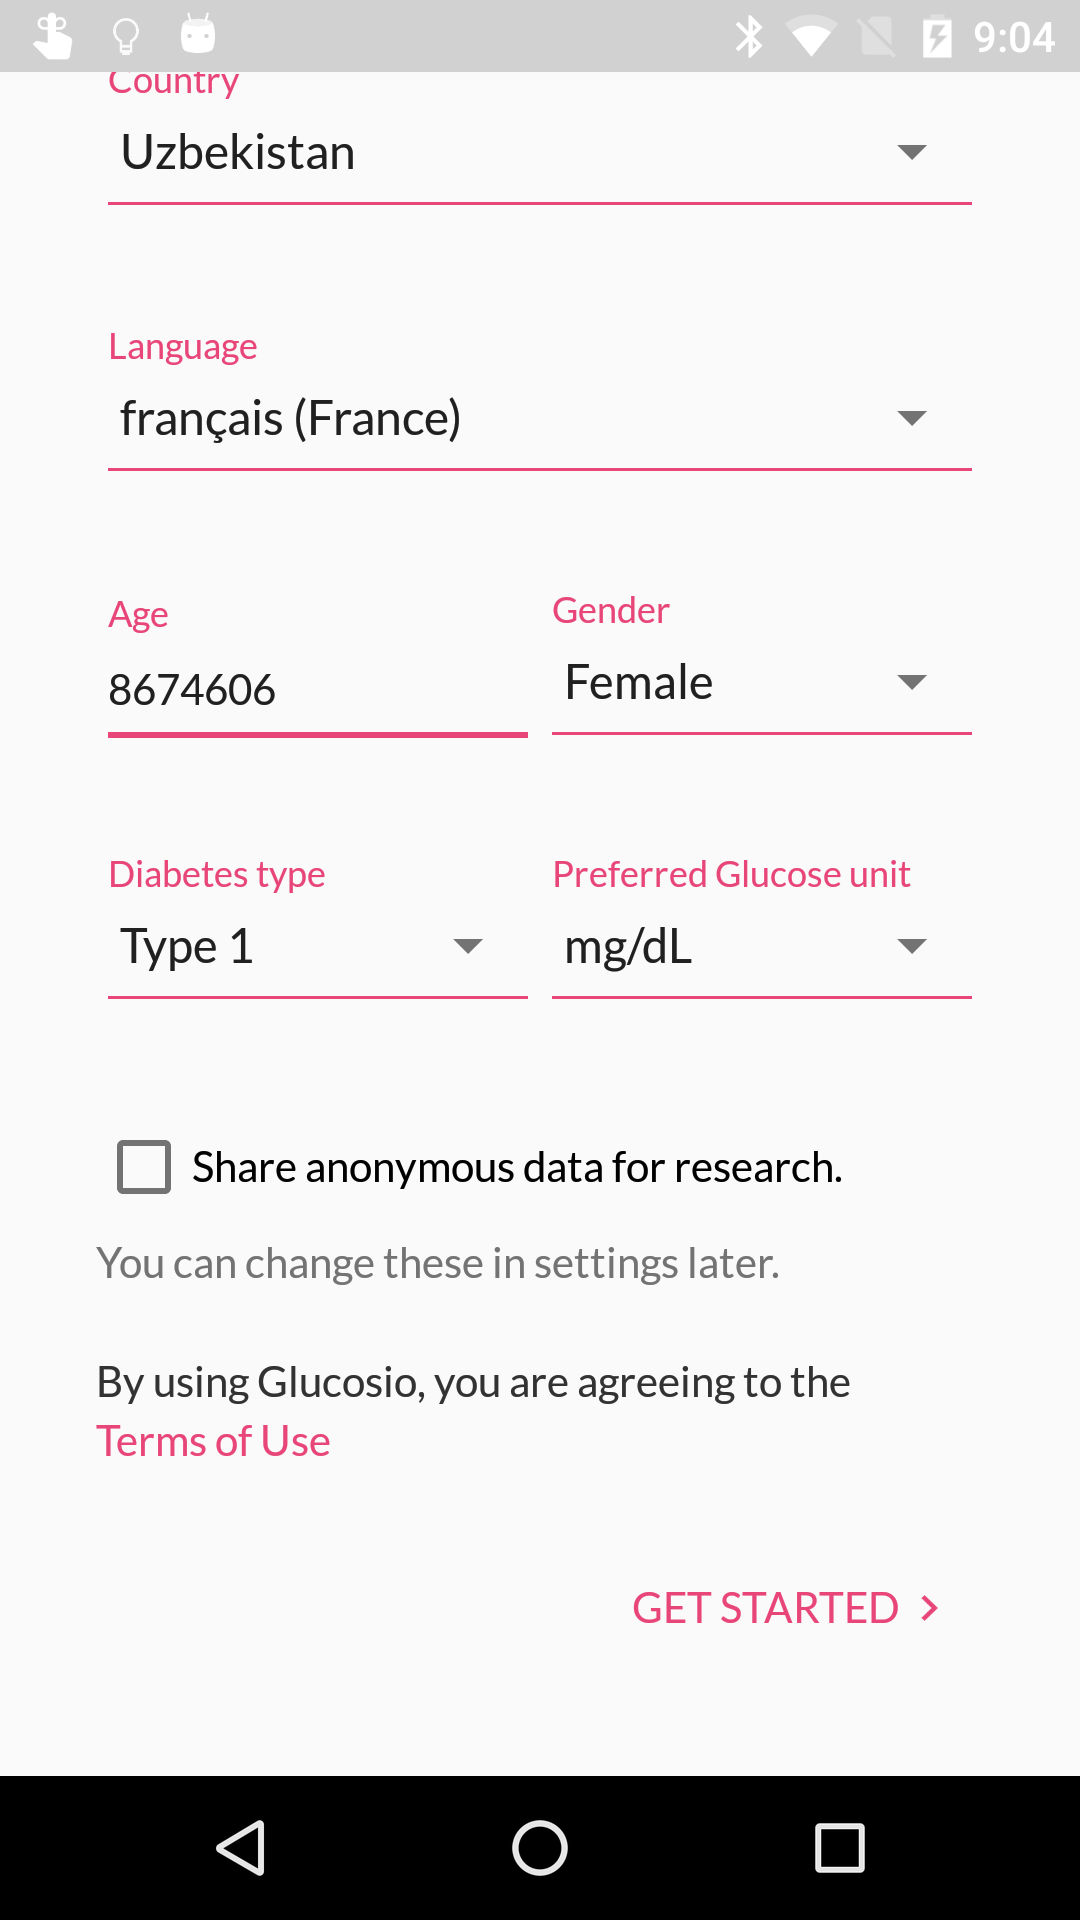 9:04
Country
Uzbekistan
Language
français (France)
Age
Gender
8674606
Female
Diabetes type
Preferred Glucose unit
Type 1
mg/dL
Share anonymous data for research.
You can change these in settings later.
By using Glucosio, you are agreeing to the
Terms of Use
GET STARTED